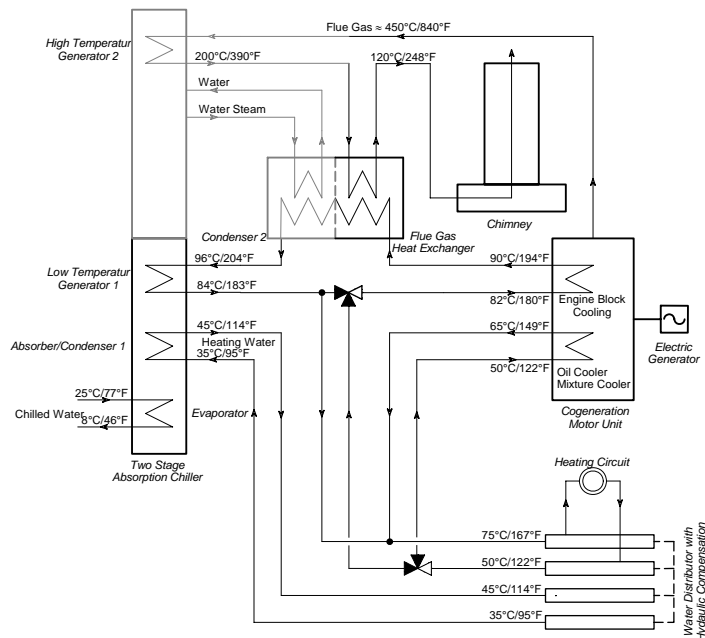 Flue Gas ≈ 450°C/840°F
High Temperatur
Generator 2
200°C/390°F
120°C/248°F
Water
Water Steam
Chimney
Condenser 2
Flue Gas
Heat Exchanger
96°C/204°F
90°C/194°F
Low Temperatur
Generator 1
84°C/183°F
82°C/180°F
Engine Block
Cooling
45°C/114°F
65°C/149°F
Heating Water
Absorber/Condenser 1
35°C/95°F
50°C/122°F
Oil Cooler
Mixture Cooler
Electric
Generator
25°C/77°F
Chilled Water
8°C/46°F
Evaporator
Cogeneration
Motor Unit
Two Stage
Absorption Chiller
Heating Circuit
75°C/167°F
50°C/122°F
45°C/114°F
35°C/95°F
Water Distributor with
Hydaulic Compensation